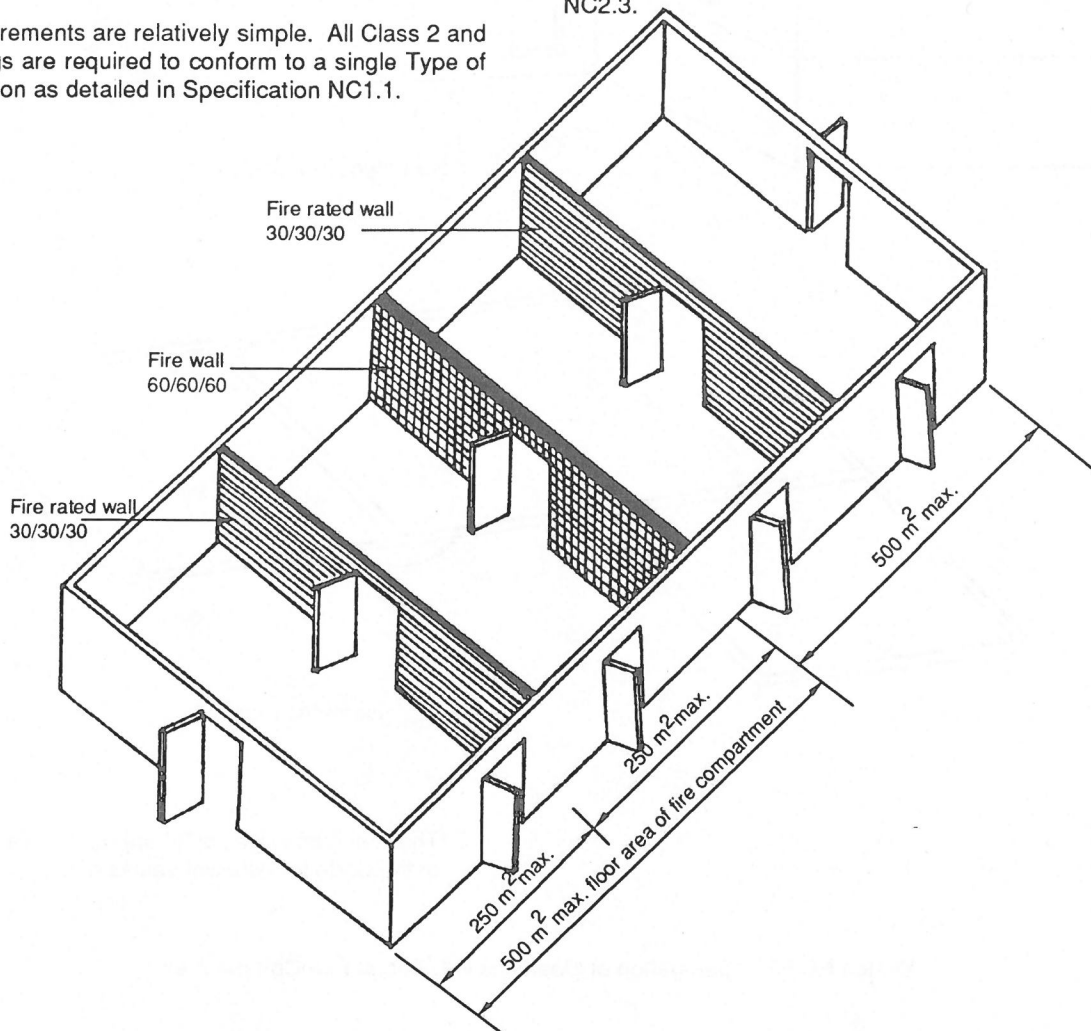 NC2.3.
rements are relatively simple. All Class 2 and
gs are required to conform to a single Type of
on as detailed in Specification NC1.1.
Fire rated wall
30/30/30
Fire wall
60/60/60
Fire rated wall
30/30/30
500 m² max.
250 m² max.
250 m² max.
500 m² max. floor area of fire compartment